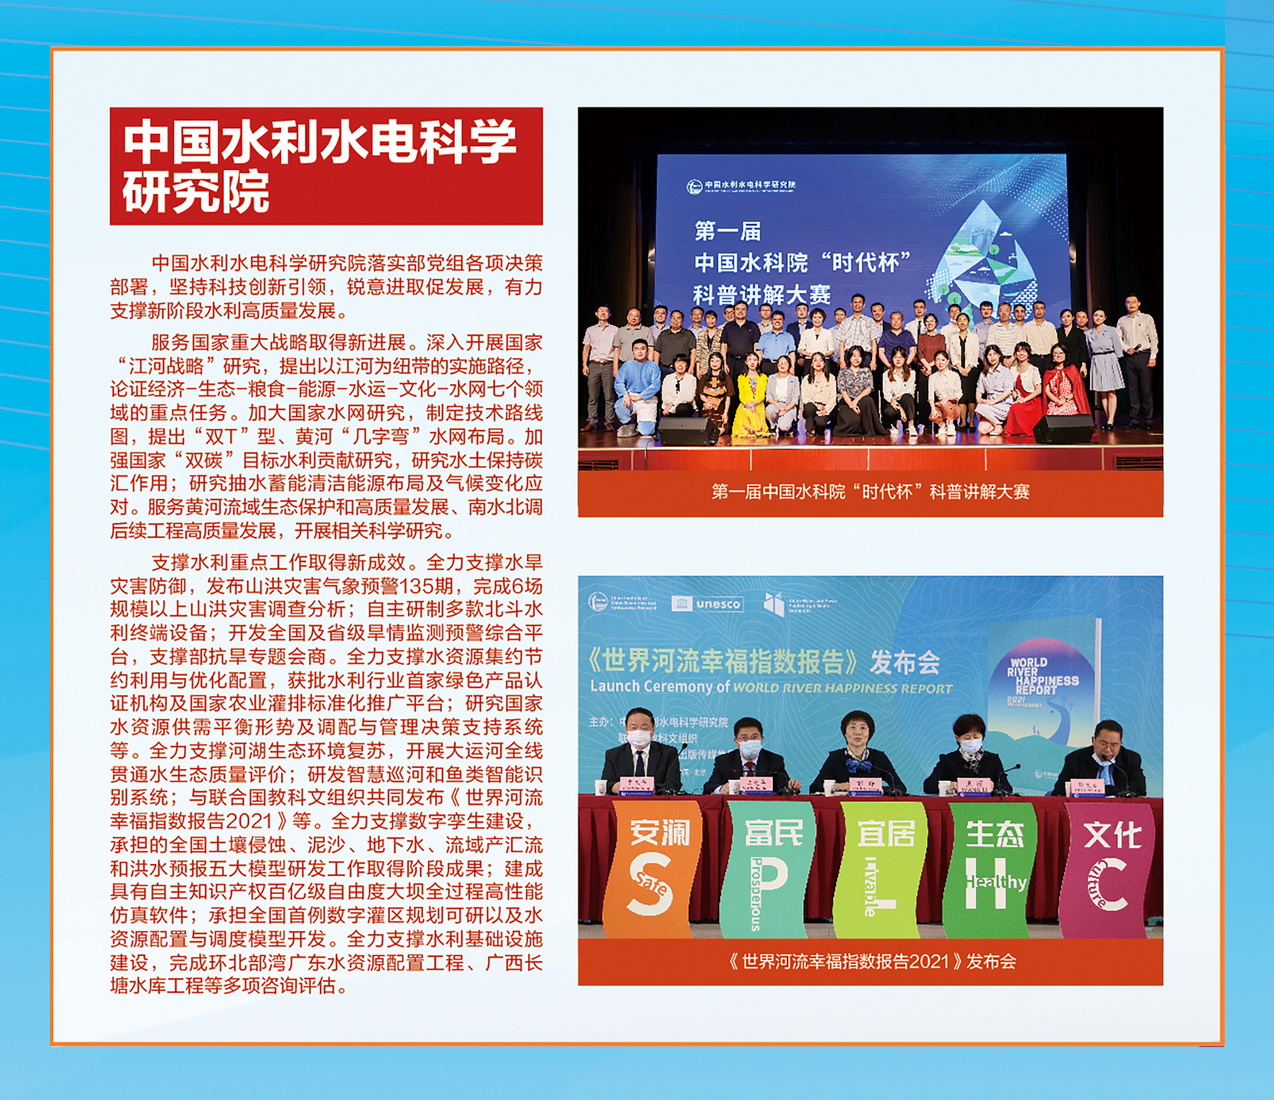 中国水利水电科学
研究院
中国水利水电科学研究院落实部党组各项决策
部署，坚持科技创新引领，锐意进取促发展，有力
支撑新阶段水利高质量发展。
服务国家重大战略取得新进展。深入开展国家
“江河战略”研究，提出以江河为纽带的实施路径，
论证经济-生态-粮食-能源-水运-文化-水网七个领
域的重点任务。加大国家水网研究，制定技术路线
图，提出“双T”型、黄河“几字弯”水网布局。加
强国家“双碳”目标水利贡献研究，研究水土保持碳
汇作用；研究抽水蓄能清洁能源布局及气候变化应
对。服务黄河流域生态保护和高质量发展、南水北调
后续工程高质量发展，开展相关科学研究。
支撑水利重点工作取得新成效。全力支撑水旱
灾害防御，发布山洪灾害气象预警135期，完成6场
规模以上山洪灾害调查分析；自主研制多款北斗水
利终端设备；开发全国及省级旱情监测预警综合平
台，支撑部抗旱专题会商。全力支撑水资源集约节
约利用与优化配置，获批水利行业首家绿色产品认
证机构及国家农业灌排标准化推广平台；研究国家
水资源供需平衡形势及调配与管理决策支持系统
等。全力支撑河湖生态环境复苏，开展大运河全线
贯通水生态质量评价；研发智慧巡河和鱼类智能识
别系统；与联合国教科文组织共同发布《世界河流
幸福指数报告2021》等。全力支撑数字孪生建设，
承担的全国土壤侵蚀、泥沙、地下水、流域产汇流
和洪水预报五大模型研发工作取得阶段成果；建成
具有自主知识产权百亿级自由度大坝全过程高性能
仿真软件；承担全国首例数字灌区规划可研以及水
资源配置与调度模型开发。全力支撑水利基础设施
建设，完成环北部湾广东水资源配置工程、广西长
塘水库工程等多项咨询评估。
中国水利水电科学研究院
第一届
中国水科院“时代杯”
科普讲解大赛
第一届中国水科院“时代杯”科普讲解大赛
unesco
《世界河流幸福指数报告》发布会
Launch Ceremony of WORLD RIVER HAPPINESS REPORT
WORLD
RIVER
HAPPINESS
REPORT
2021
主办：中国水利水电科学研究院
教科文组织
出版传媒
安澜
Safe
富民
Prosperious
宜居
Livable
生态
Healthy
文化
Cultural
《世界河流幸福指数报告2021》发布会